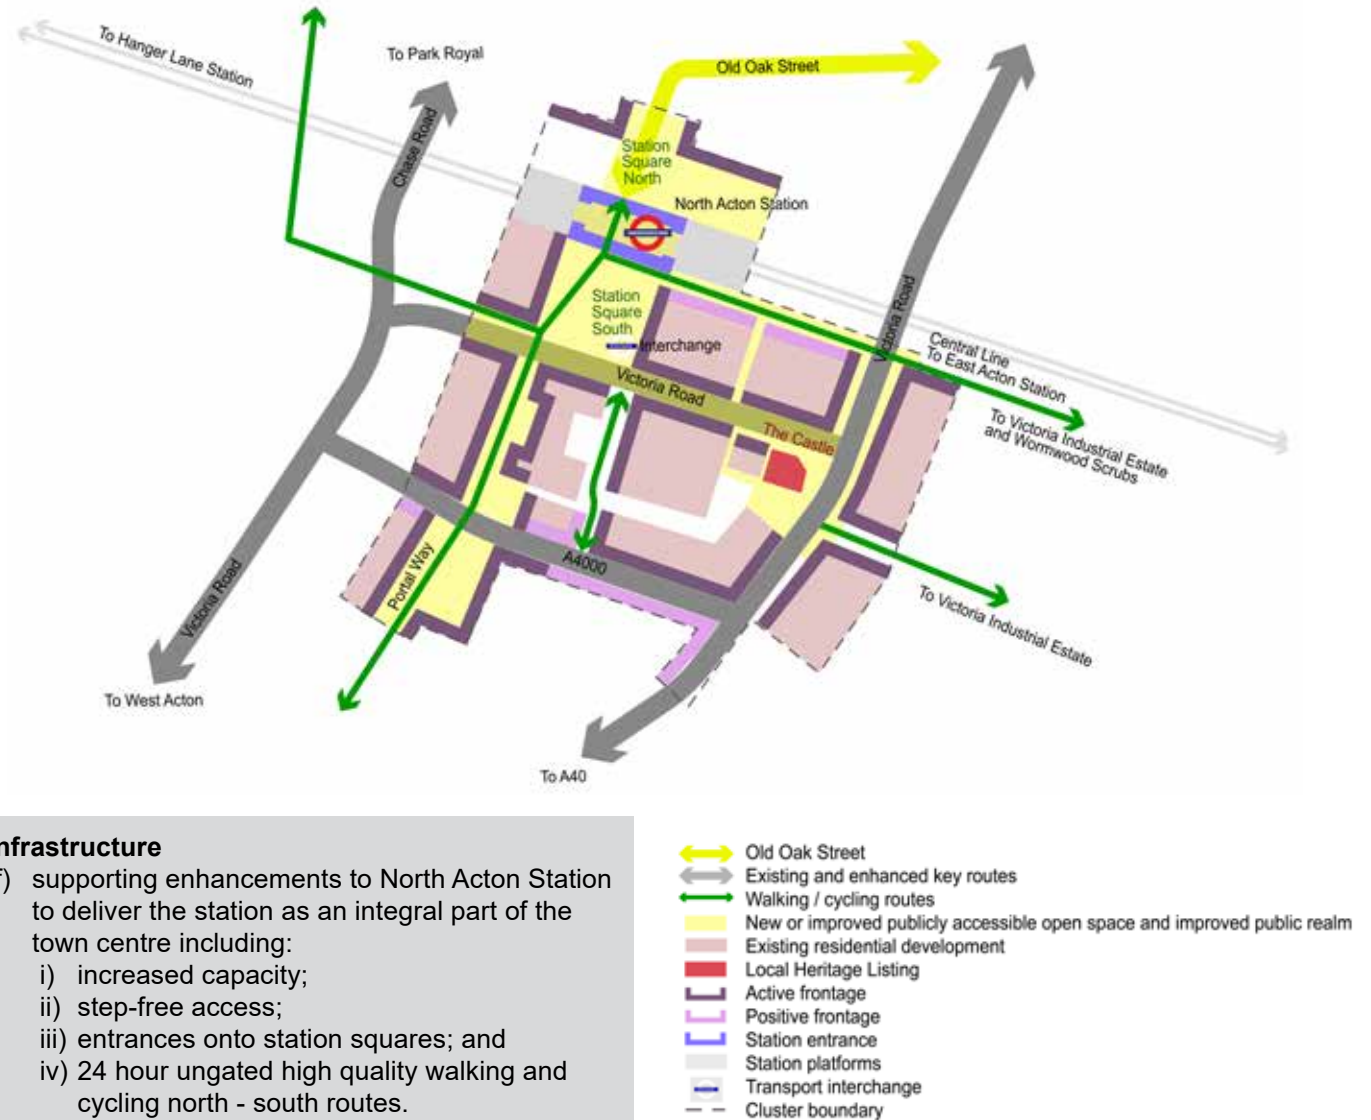 To Hanger Lane Station
To Park Royal
Old Oak Street
Chase Road
Station
Square
North
North Acton Station
Station
Square
South
Interchange
Victoria Road
Victoria Road
Central Line
To East Acton Station
To Victoria Industrial Estate
and Wormwood Scrubs
The Castle
A4000
Portal Way
Victoria Road
To Victoria Industrial Estate
To West Acton
To A40
nfrastructure
f) supporting enhancements to North Acton Station
to deliver the station as an integral part of the
town centre including:
i) increased capacity;
ii) step-free access;
iii) entrances onto station squares; and
iv) 24 hour ungated high quality walking and
cycling north - south routes.
Old Oak Street
Existing and enhanced key routes
Walking / cycling routes
New or improved publicly accessible open space and improved public realm
Existing residential development
Local Heritage Listing
Active frontage
Positive frontage
Station entrance
Station platforms
Transport interchange
Cluster boundary